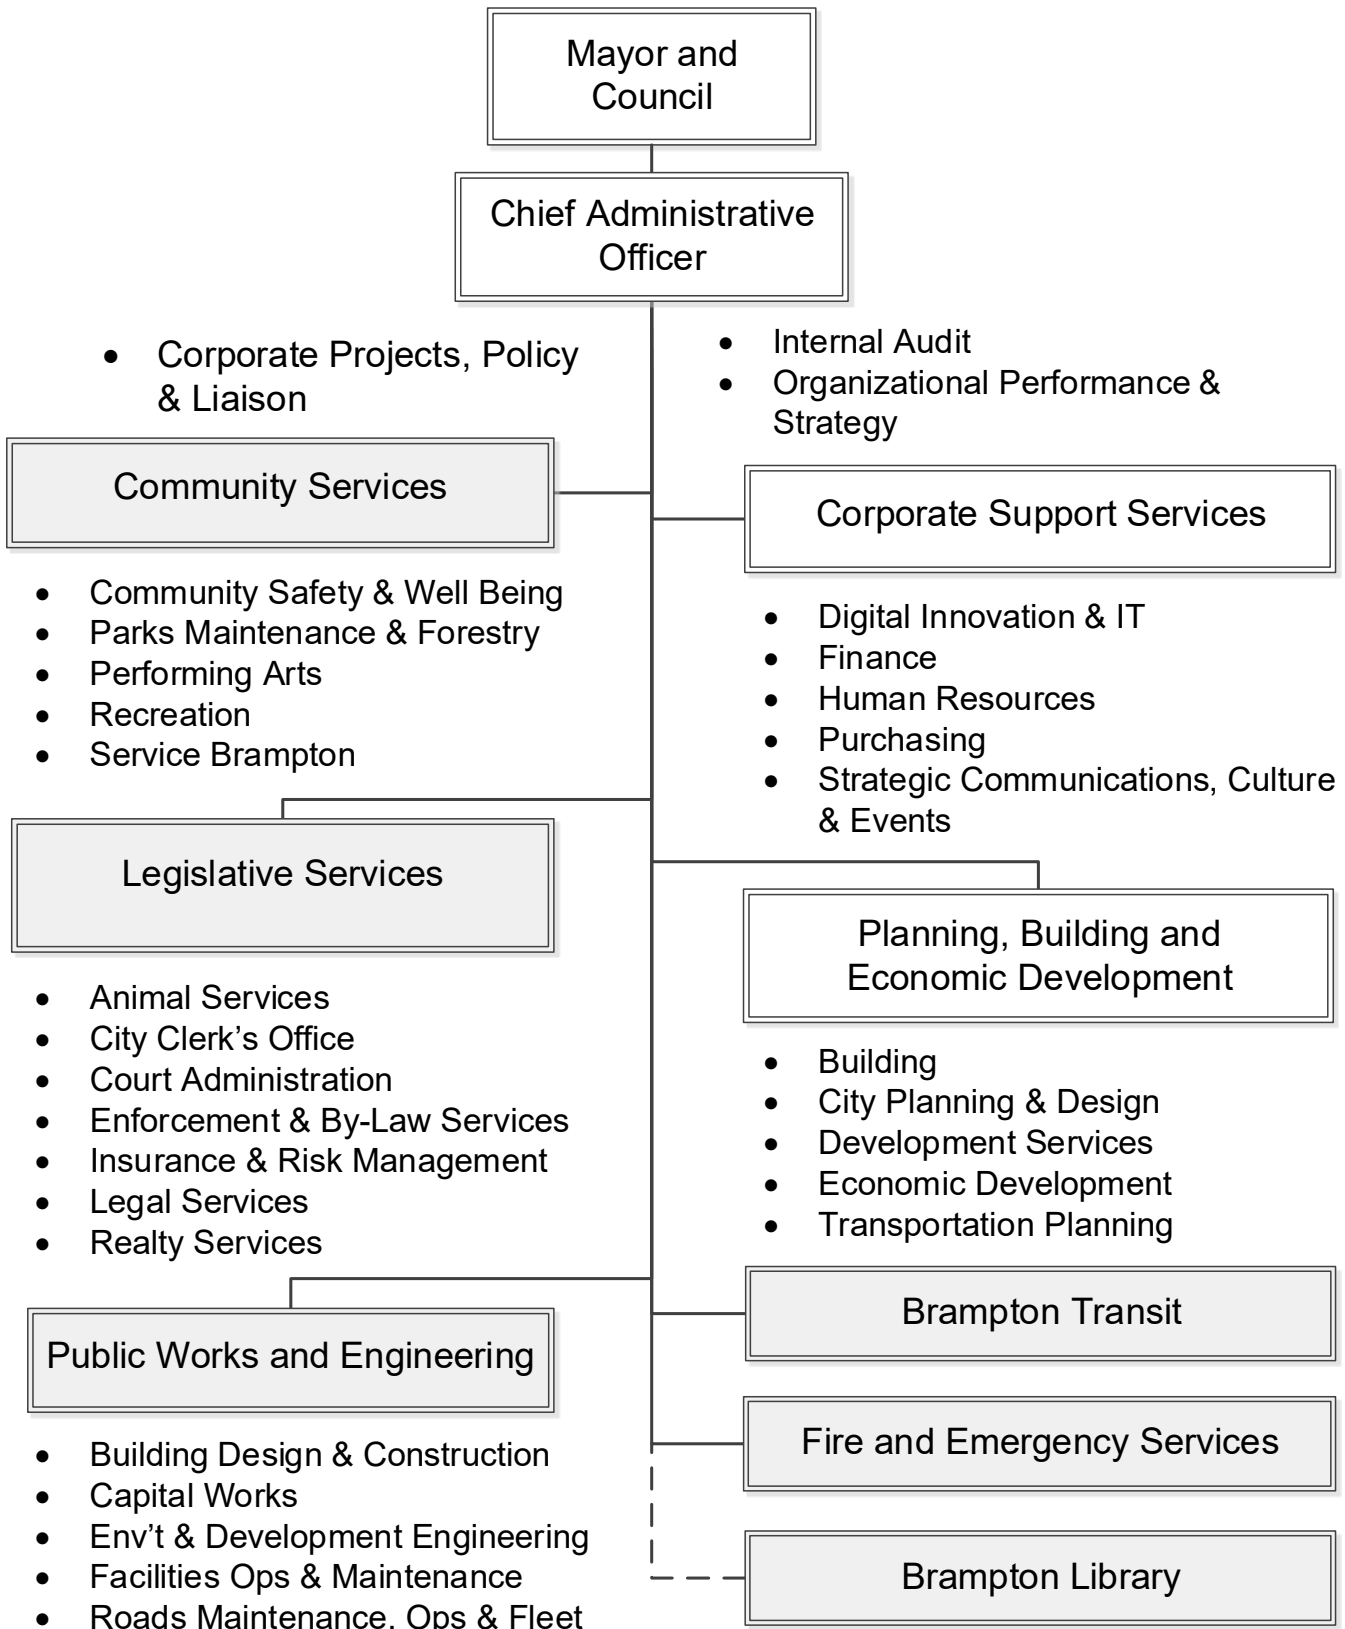 Mayor and
Council
Chief Administrative
Officer
• Corporate Projects, Policy
& Liaison
• Internal Audit
• Organizational Performance &
Strategy
Community Services
• Community Safety & Well Being
• Parks Maintenance & Forestry
• Performing Arts
• Recreation
• Service Brampton
Corporate Support Services
• Digital Innovation & IT
• Finance
• Human Resources
• Purchasing
• Strategic Communications, Culture
& Events
Legislative Services
• Animal Services
• City Clerk’s Office
• Court Administration
• Enforcement & By-Law Services
• Insurance & Risk Management
• Legal Services
• Realty Services
Planning, Building and
Economic Development
• Building
• City Planning & Design
• Development Services
• Economic Development
• Transportation Planning
Public Works and Engineering
• Building Design & Construction
• Capital Works
• Env’t & Development Engineering
• Facilities Ops & Maintenance
• Roads Maintenance, Ops & Fleet
Brampton Transit
Fire and Emergency Services
Brampton Library